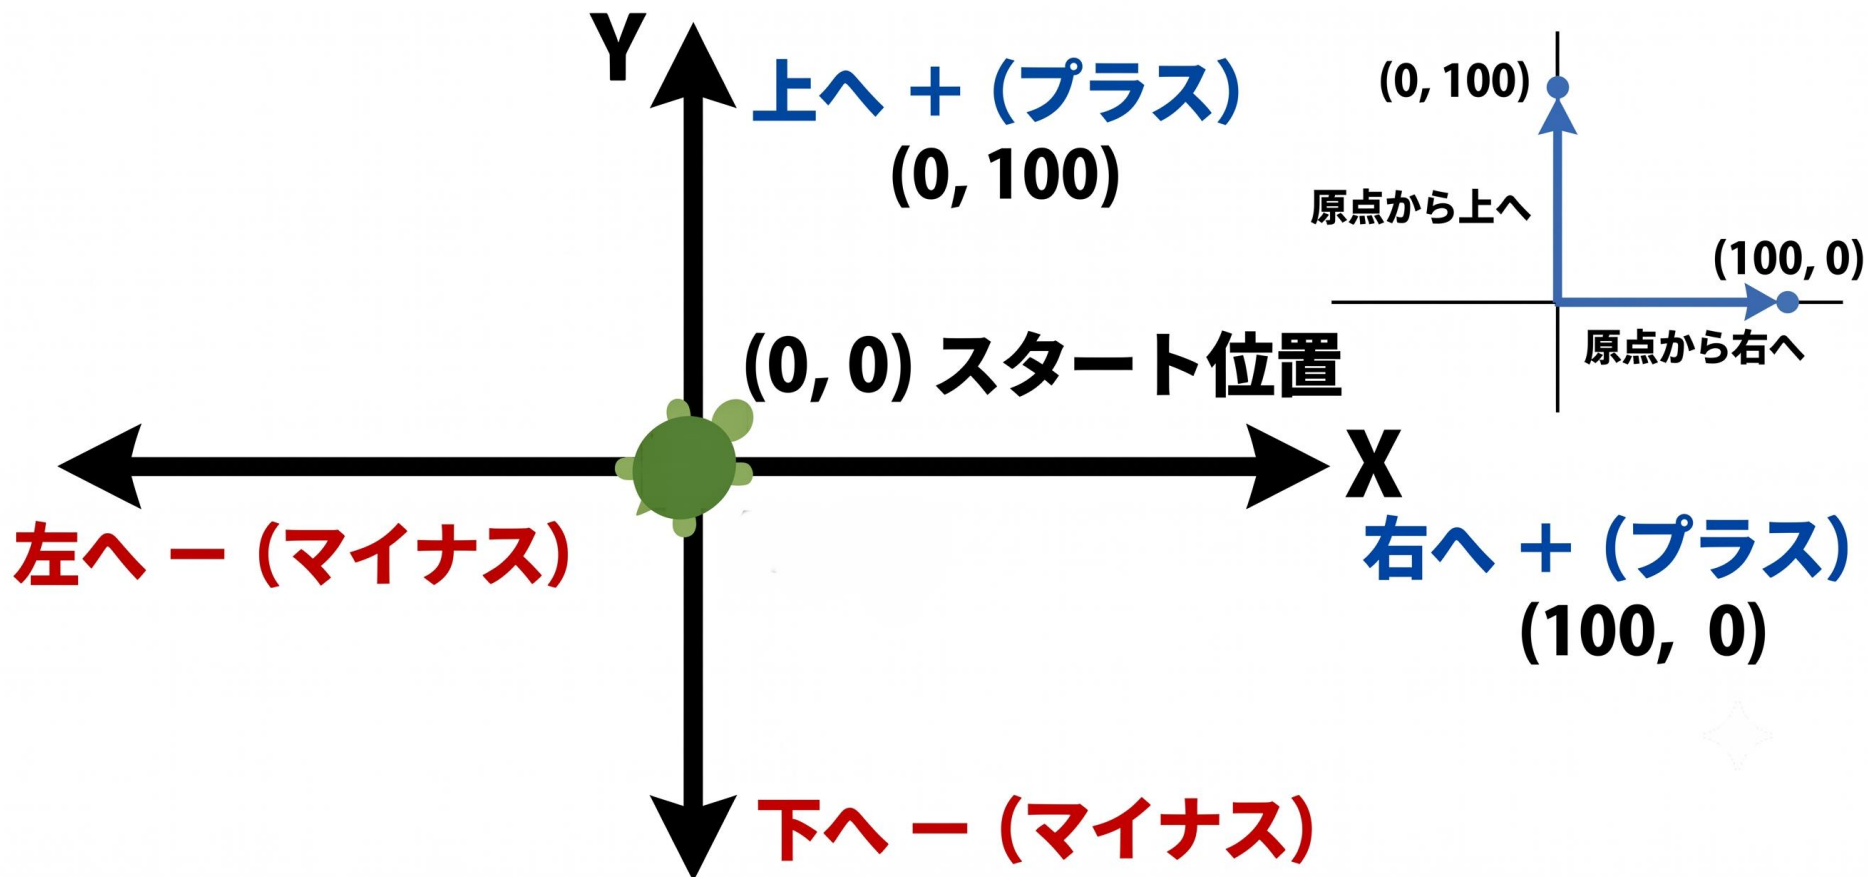 Y
上へ ＋ (プラス)
(0, 100)
(0, 100)
原点から上へ
(100, 0)
原点から右へ
(0, 0) スタート位置
X
左へ － (マイナス)
右へ ＋ (プラス)
(100, 0)
下へ － (マイナス)